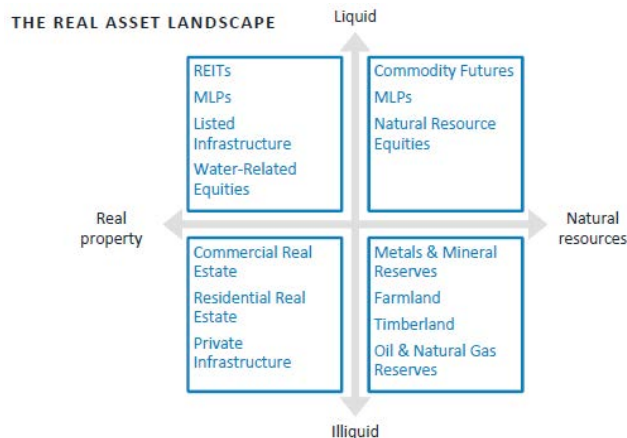 THE REAL ASSET LANDSCAPE
Liquid
REITs
MLPs
Listed
Infrastructure
Water-Related
Equities
Commodity Futures
MLPs
Natural Resource
Equities
Real
property
Natural
resources
Commercial Real
Estate
Residential Real
Estate
Private
Infrastructure
Metals & Mineral
Reserves
Farmland
Timberland
Oil & Natural Gas
Reserves
Illiquid